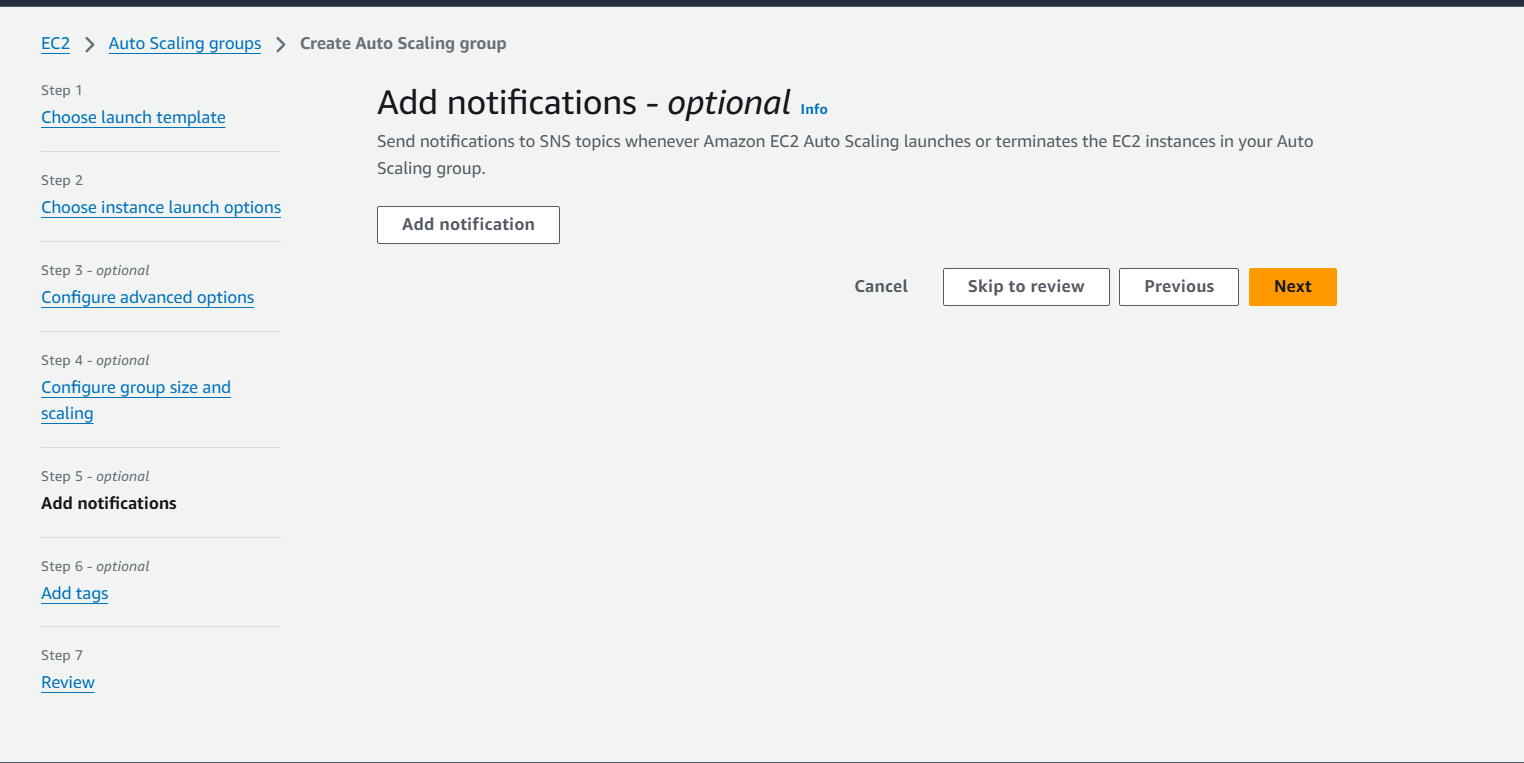 EC2 > Auto Scaling groups > Create Auto Scaling group
Step 1
Choose launch template
Step 2
Choose instance launch options
Step 3 - optional
Configure advanced options
Step 4 - optional
Configure group size and
scaling
Step 5 - optional
Add notifications
Step 6 - optional
Add tags
Step 7
Review
Add notifications - optional Info
Send notifications to SNS topics whenever Amazon EC2 Auto Scaling launches or terminates the EC2 instances in your Auto
Scaling group.
Add notification
Cancel Skip to review Previous Next